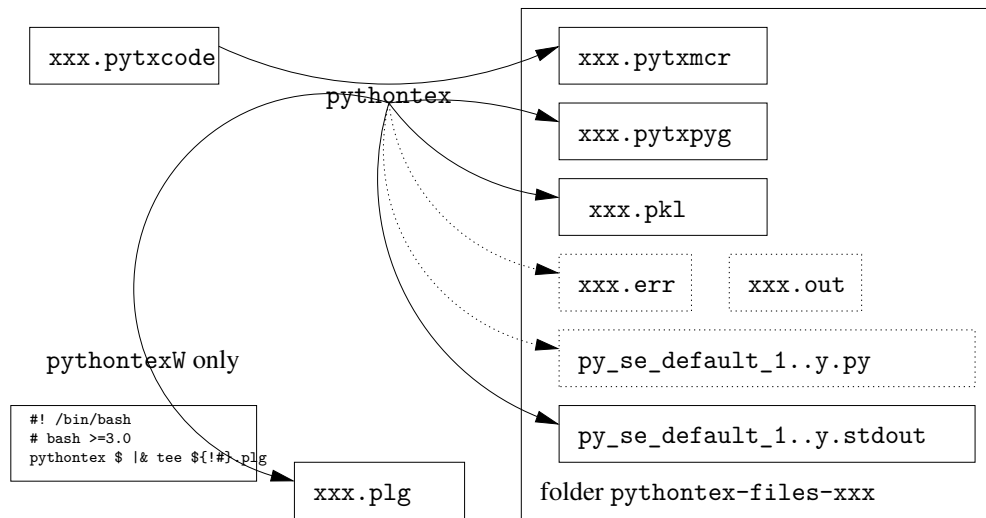 xxx.pytxcode
pythontex
pythontexW only
#! /bin/bash
# bash >=3.0
pythontex $ |& tee ${!#}.plg
xxx.plg
xxx.pytxmcr
xxx.pytxpyg
xxx.pkl
xxx.err xxx.out
py_se_default_1..y.py
py_se_default_1..y.stdout
folder pythontex-files-xxx